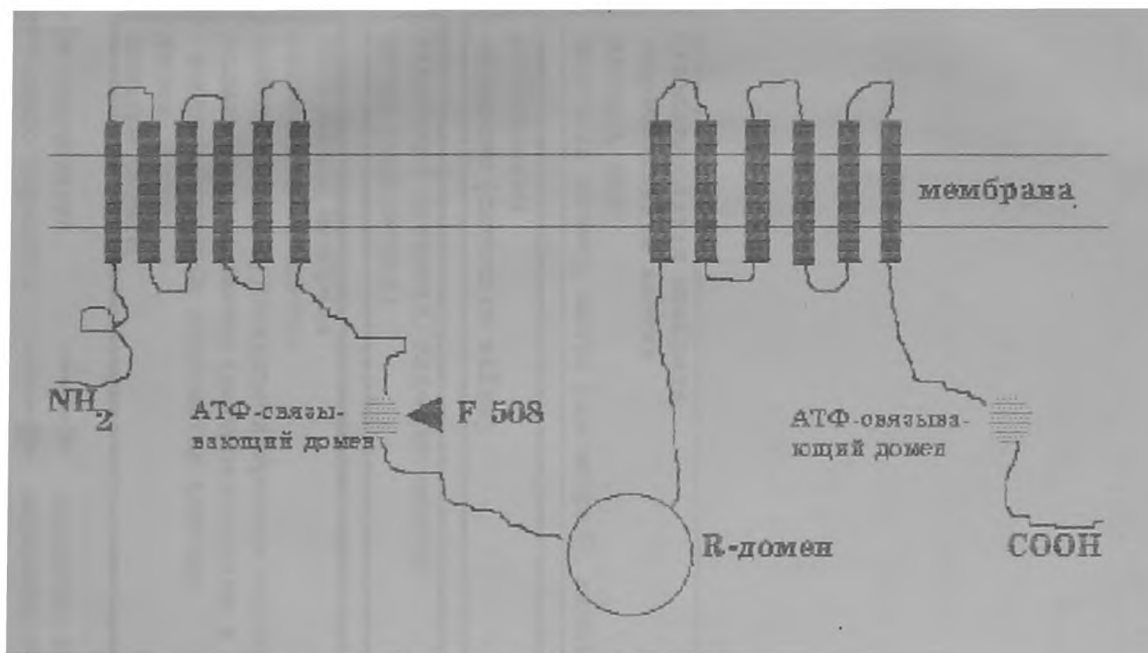 мембрана
NH2
АТФ-связы-
вающий домен
F 508
АТФ-связыва-
ющий домен
R-домен
COOH